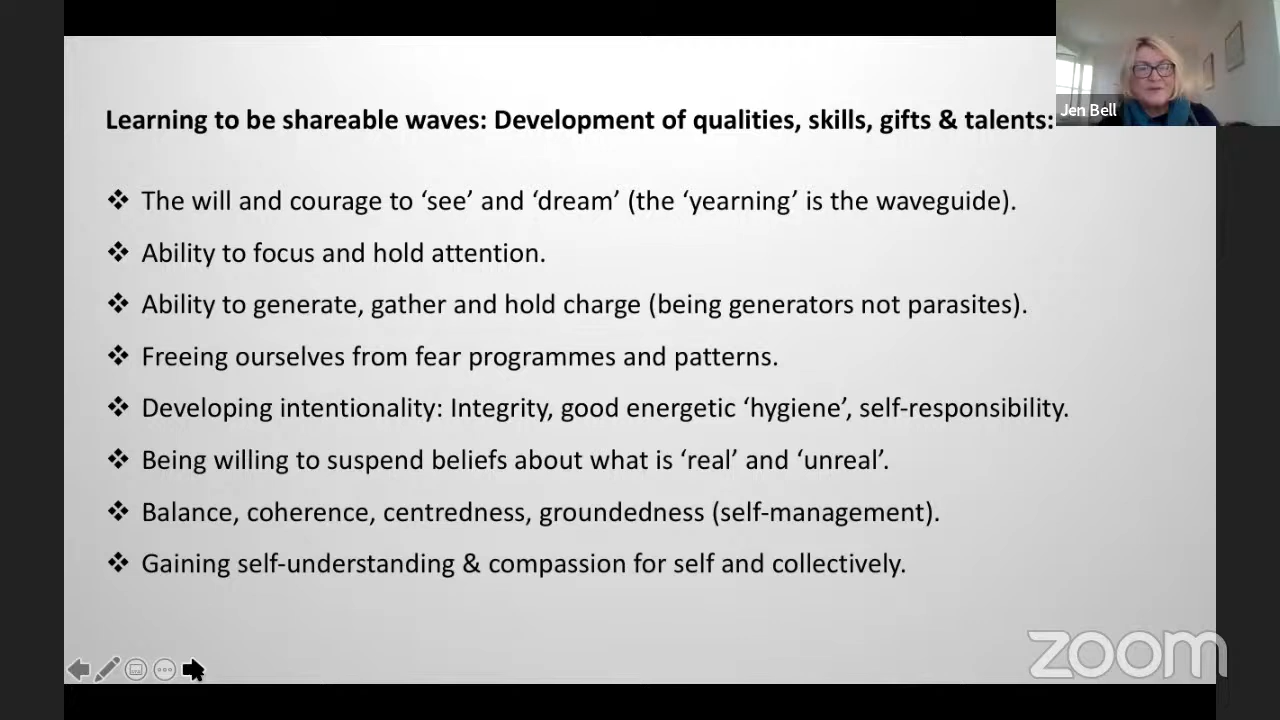 Jen Bell
Learning to be shareable waves: Development of qualities, skills, gifts & talents:
❖ The will and courage to ‘see’ and ‘dream’ (the ‘yearning’ is the waveguide).
❖ Ability to focus and hold attention.
❖ Ability to generate, gather and hold charge (being generators not parasites).
❖ Freeing ourselves from fear programmes and patterns.
❖ Developing intentionality: Integrity, good energetic ‘hygiene’, self-responsibility.
❖ Being willing to suspend beliefs about what is ‘real’ and ‘unreal’.
❖ Balance, coherence, centredness, groundedness (self-management).
❖ Gaining self-understanding & compassion for self and collectively.
zoom